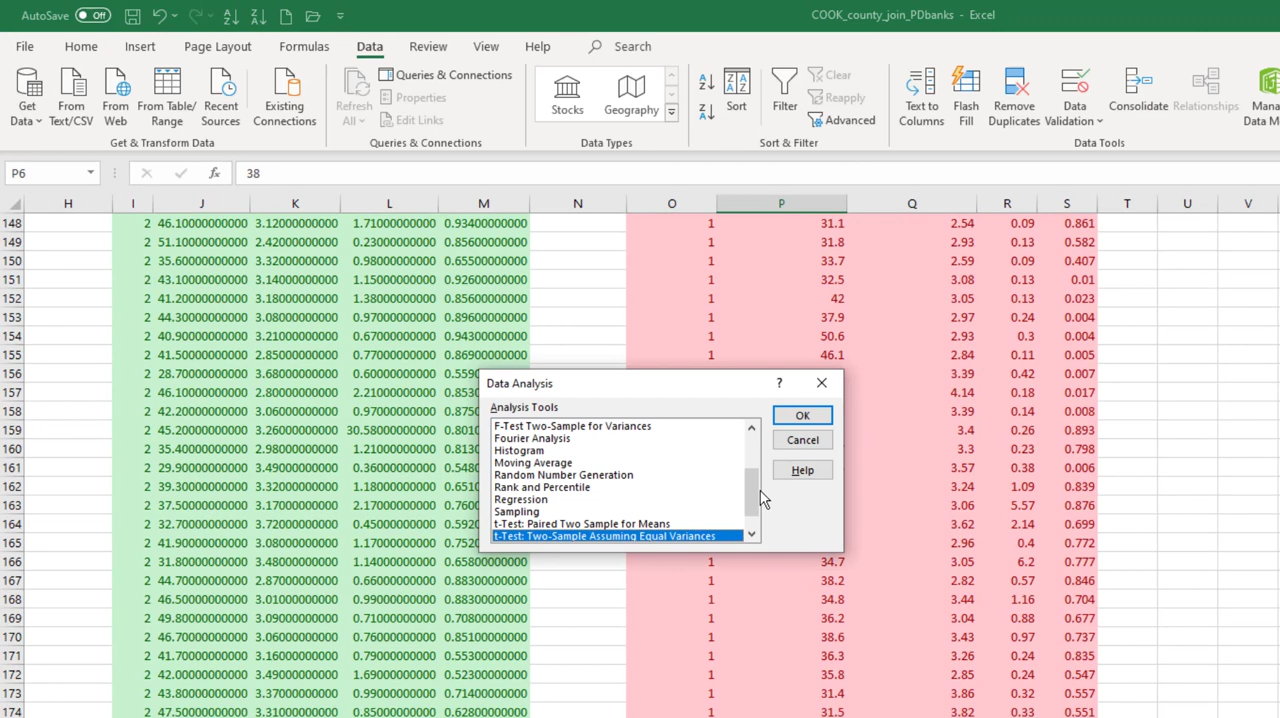 AutoSave Off COOK_county_join_PDbanks - Excel
File Home Insert Page Layout Formulas Data Review View Help Search
Get Data From Text/CSV From Web From Table/ Range Recent Sources Existing Connections Refresh All Queries & Connections Properties Edit Links Stocks Geography Sort Filter Clear Reapply Advanced Text to Columns Flash Fill Remove Duplicates Data Validation Consolidate Relationships Mana Data M
Get & Transform Data Queries & Connections Data Types Sort & Filter Data Tools
P6 fx 38
H I J K L M N O P Q R S T U V
148 2 46.10000000000 3.12000000000 1.71000000000 0.93400000000 1 31.1 2.54 0.09 0.861
149 2 51.10000000000 2.42000000000 0.23000000000 0.85600000000 1 31.8 2.93 0.13 0.582
150 2 35.60000000000 3.32000000000 0.98000000000 0.65500000000 1 33.7 2.59 0.09 0.407
151 2 43.10000000000 3.14000000000 1.15000000000 0.92600000000 1 32.5 3.08 0.13 0.01
152 2 41.20000000000 3.18000000000 1.38000000000 0.85600000000 1 42 3.05 0.13 0.023
153 2 44.30000000000 3.08000000000 0.97000000000 0.89600000000 1 37.9 2.97 0.24 0.004
154 2 40.90000000000 3.21000000000 0.67000000000 0.94300000000 1 50.6 2.93 0.3 0.004
155 2 41.50000000000 2.85000000000 0.77000000000 0.86900000000 1 46.1 2.84 0.11 0.005
156 2 28.70000000000 3.68000000000 0.60000000000 3.39 0.42 0.007
157 2 46.10000000000 2.80000000000 2.21000000000 4.14 0.18 0.017
158 2 42.20000000000 3.06000000000 0.97000000000 3.39 0.14 0.008
159 2 45.20000000000 3.26000000000 30.58000000000 3.4 0.26 0.893
160 2 35.40000000000 2.98000000000 1.21000000000 3.3 0.23 0.798
161 2 29.90000000000 3.49000000000 0.36000000000 3.57 0.38 0.006
162 2 39.30000000000 3.32000000000 1.18000000000 3.24 1.09 0.839
163 2 37.50000000000 3.17000000000 2.17000000000 3.06 5.57 0.876
164 2 32.70000000000 3.72000000000 0.45000000000 3.62 2.14 0.699
165 2 41.90000000000 3.08000000000 1.17000000000 2.96 0.4 0.772
166 2 31.80000000000 3.48000000000 1.14000000000 0.65800000000 1 34.7 3.05 6.2 0.777
167 2 44.70000000000 2.87000000000 0.66000000000 0.88300000000 1 38.2 2.82 0.57 0.846
168 2 46.50000000000 3.01000000000 0.99000000000 0.88300000000 1 34.8 3.44 1.16 0.704
169 2 49.80000000000 3.09000000000 0.71000000000 0.70800000000 1 36.2 3.04 0.88 0.677
170 2 46.70000000000 3.06000000000 0.76000000000 0.85100000000 1 38.6 3.43 0.97 0.737
171 2 41.70000000000 3.16000000000 0.94000000000 0.55300000000 1 36.3 3.26 0.24 0.835
172 2 42.00000000000 3.49000000000 1.69000000000 0.52300000000 1 35.8 2.85 0.24 0.547
173 2 43.80000000000 3.37000000000 0.99000000000 0.71400000000 1 31.4 3.86 0.32 0.557
174 2 47.50000000000 3.31000000000 0.85000000000 0.62800000000 1 31.5 3.82 0.33 0.551
Data Analysis ?
Analysis Tools
F-Test Two-Sample for Variances
Fourier Analysis
Histogram
Moving Average
Random Number Generation
Rank and Percentile
Regression
Sampling
t-Test: Paired Two Sample for Means
t-Test: Two-Sample Assuming Equal Variances
OK
Cancel
Help